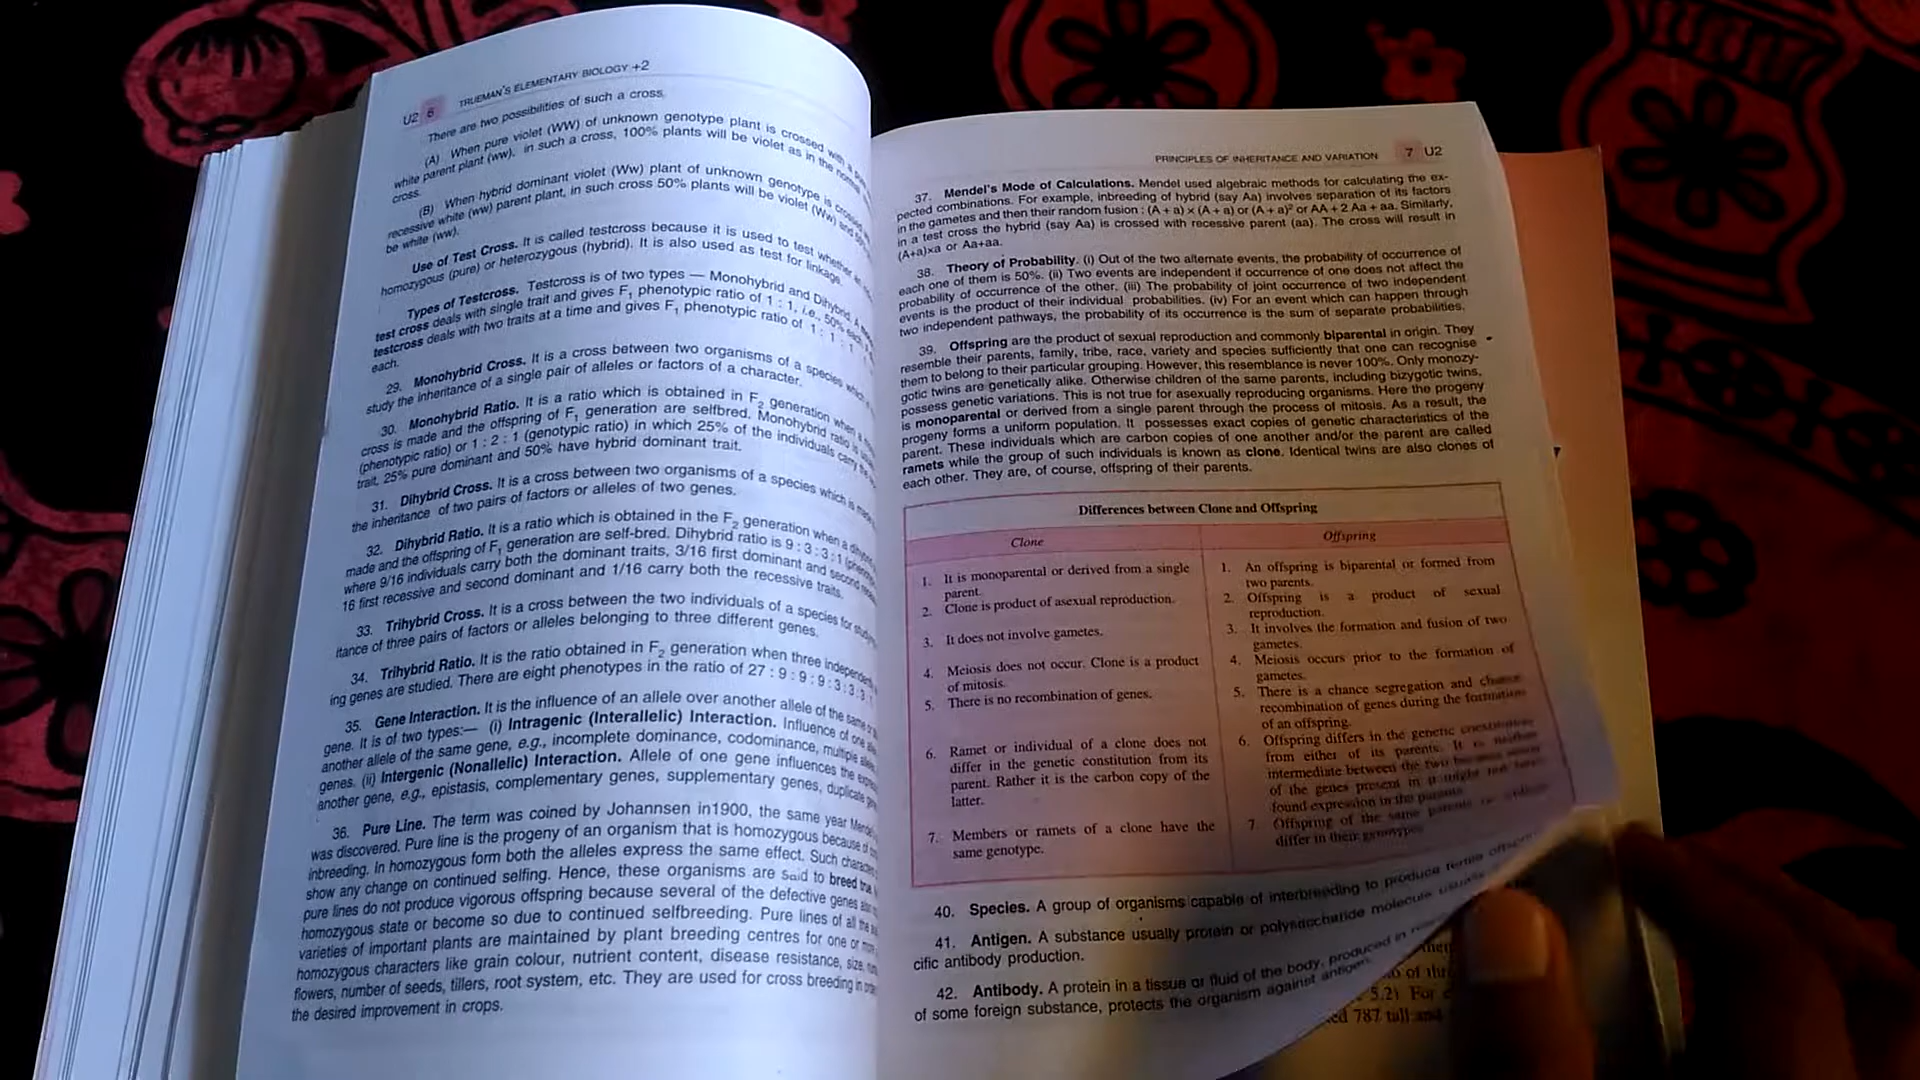 U2 6 TRUEMAN'S ELEMENTARY BIOLOGY +2
There are two possibilities of such a cross.
(A) When pure violet (WW) of unknown genotype plant is crossed with a
white parent plant (ww), in such a cross, 100% plants will be violet as in the normal
cross.
(B) When hybrid dominant violet (Ww) plant of unknown genotype is
recessive white (ww) parent plant, in such cross 50% plants will be violet (Ww) and
be white (ww).
Use of Test Cross. It is called testcross because it is used to test whether
homozygous (pure) or heterozygous (hybrid). It is also used as test for linkage.
Types of Testcross. Testcross is of two types — Monohybrid and Dihybrid. A
test cross deals with single trait and gives F1 phenotypic ratio of 1 : 1, i.e., 50% each
testcross deals with two traits at a time and gives F1 phenotypic ratio of 1 : 1 : 1
each.
29. Monohybrid Cross. It is a cross between two organisms of a species which
study the inheritance of a single pair of alleles or factors of a character.
30. Monohybrid Ratio. It is a ratio which is obtained in F2 generation when a
cross is made and the offspring of F1 generation are selfbred. Monohybrid ratio
(phenotypic ratio) or 1 : 2 : 1 (genotypic ratio) in which 25% of the individuals carry the
trait, 25% pure dominant and 50% have hybrid dominant trait.
31. Dihybrid Cross. It is a cross between two organisms of a species which is
the inheritance of two pairs of factors or alleles of two genes.
32. Dihybrid Ratio. It is a ratio which is obtained in the F2 generation when a
made and the offspring of F1 generation are self-bred. Dihybrid ratio is 9 : 3 : 3 : 1
where 9/16 individuals carry both the dominant traits, 3/16 first dominant and second
16 first recessive and second dominant and 1/16 carry both the recessive traits.
33. Trihybrid Cross. It is a cross between the two individuals of a species for
itance of three pairs of factors or alleles belonging to three different genes.
34. Trihybrid Ratio. It is the ratio obtained in F2 generation when three
ing genes are studied. There are eight phenotypes in the ratio of 27 : 9 : 9 : 9 : 3 : 3 : 3
35. Gene Interaction. It is the influence of an allele over another allele of the same
gene. It is of two types:— (i) Intragenic (Interallelic) Interaction. Influence of one
another allele of the same gene, e.g., incomplete dominance, codominance, multiple
genes. (ii) Intergenic (Nonallelic) Interaction. Allele of one gene influences the
another gene, e.g., epistasis, complementary genes, supplementary genes, duplicate
36. Pure Line. The term was coined by Johannsen in1900, the same year
was discovered. Pure line is the progeny of an organism that is homozygous because of
inbreeding. In homozygous form both the alleles express the same effect. Such
show any change on continued selfing. Hence, these organisms are said to breed true
pure lines do not produce vigorous offspring because several of the defective genes
homozygous state or become so due to continued selfbreeding. Pure lines of all the
varieties of important plants are maintained by plant breeding centres for one or
homozygous characters like grain colour, nutrient content, disease resistance, size,
flowers, number of seeds, tillers, root system, etc. They are used for cross breeding in
the desired improvement in crops.
PRINCIPLES OF INHERITANCE AND VARIATION 7 U2
37. Mendel's Mode of Calculations. Mendel used algebraic methods for calculating the ex-
pected combinations. For example, inbreeding of hybrid (say Aa) involves separation of its factors
in the gametes and then their random fusion : (A + a) × (A + a) or (A + a)² or AA + 2 Aa + aa. Similarly,
in a test cross the hybrid (say Aa) is crossed with recessive parent (aa). The cross will result in
(A+a)xa or Aa+aa.
38. Theory of Probability. (i) Out of the two alternate events, the probability of occurrence of
each one of them is 50%. (ii) Two events are independent if occurrence of one does not affect the
probability of occurrence of the other. (iii) The probability of joint occurrence of two independent
events is the product of their individual probabilities. (iv) For an event which can happen through
two independent pathways, the probability of its occurrence is the sum of separate probabilities.
39. Offspring are the product of sexual reproduction and commonly biparental in origin. They
resemble their parents, family, tribe, race, variety and species sufficiently that one can recognise
them to belong to their particular grouping. However, this resemblance is never 100%. Only monozy-
gotic twins are genetically alike. Otherwise children of the same parents, including bizygotic twins,
possess genetic variations. This is not true for asexually reproducing organisms. Here the progeny
is monoparental or derived from a single parent through the process of mitosis. As a result, the
progeny forms a uniform population. It possesses exact copies of genetic characteristics of the
parent. These individuals which are carbon copies of one another and/or the parent are called
ramets while the group of such individuals is known as clone. Identical twins are also clones of
each other. They are, of course, offspring of their parents.
Differences between Clone and Offspring
Clone
1. It is monoparental or derived from a single
parent.
2. Clone is product of asexual reproduction.
3. It does not involve gametes.
4. Meiosis does not occur. Clone is a product
of mitosis.
5. There is no recombination of genes.
6. Ramet or individual of a clone does not
differ in the genetic constitution from its
parent. Rather it is the carbon copy of the
latter.
7. Members or ramets of a clone have the
same genotype.
Offspring
1. An offspring is biparental or formed from
two parents.
2. Offspring is a product of sexual
reproduction.
3. It involves the formation and fusion of two
gametes.
4. Meiosis occurs prior to the formation of
gametes.
5. There is a chance segregation and chance
recombination of genes during the formation
of an offspring.
6. Offspring differs in the genetic constitution
from either of its parents. It is neither
intermediate between the two because some
of the genes present in it might not have
found expression in the parents.
7. Offspring of the same parents
differ in their genotypes.
40. Species. A group of organisms capable of interbreeding to produce fertile offspring
41. Antigen. A substance usually protein or polysaccharide molecule usually
cific antibody production.
42. Antibody. A protein in a tissue or fluid of the body, produced in
of some foreign substance, protects the organism against antigen.
of
5.2) For
ed 787 tall and